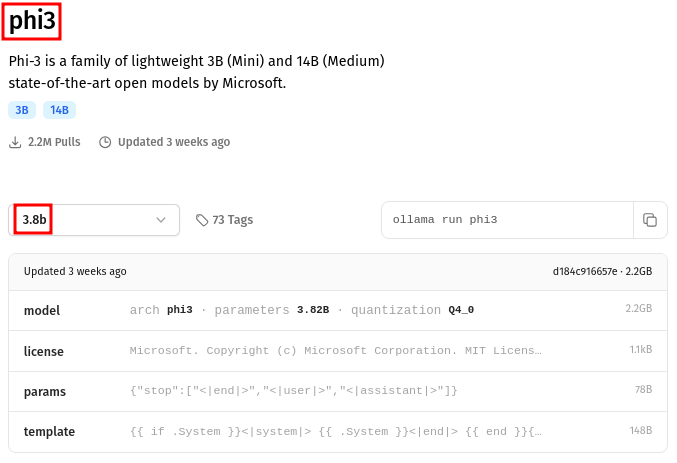 phi3
Phi-3 is a family of lightweight 3B (Mini) and 14B (Medium)
state-of-the-art open models by Microsoft.
3B 14B
2.2M Pulls Updated 3 weeks ago
3.8b 73 Tags ollama run phi3
Updated 3 weeks ago d184c916657e · 2.2GB
model arch phi3 · parameters 3.82B · quantization Q4_0 2.2GB
license Microsoft. Copyright (c) Microsoft Corporation. MIT Licens… 1.1kB
params {"stop":["<|end|>","<|user|>","<|assistant|>"]} 78B
template {{ if .System }}<|system|> {{ .System }}<|end|> {{ end }}{… 148B